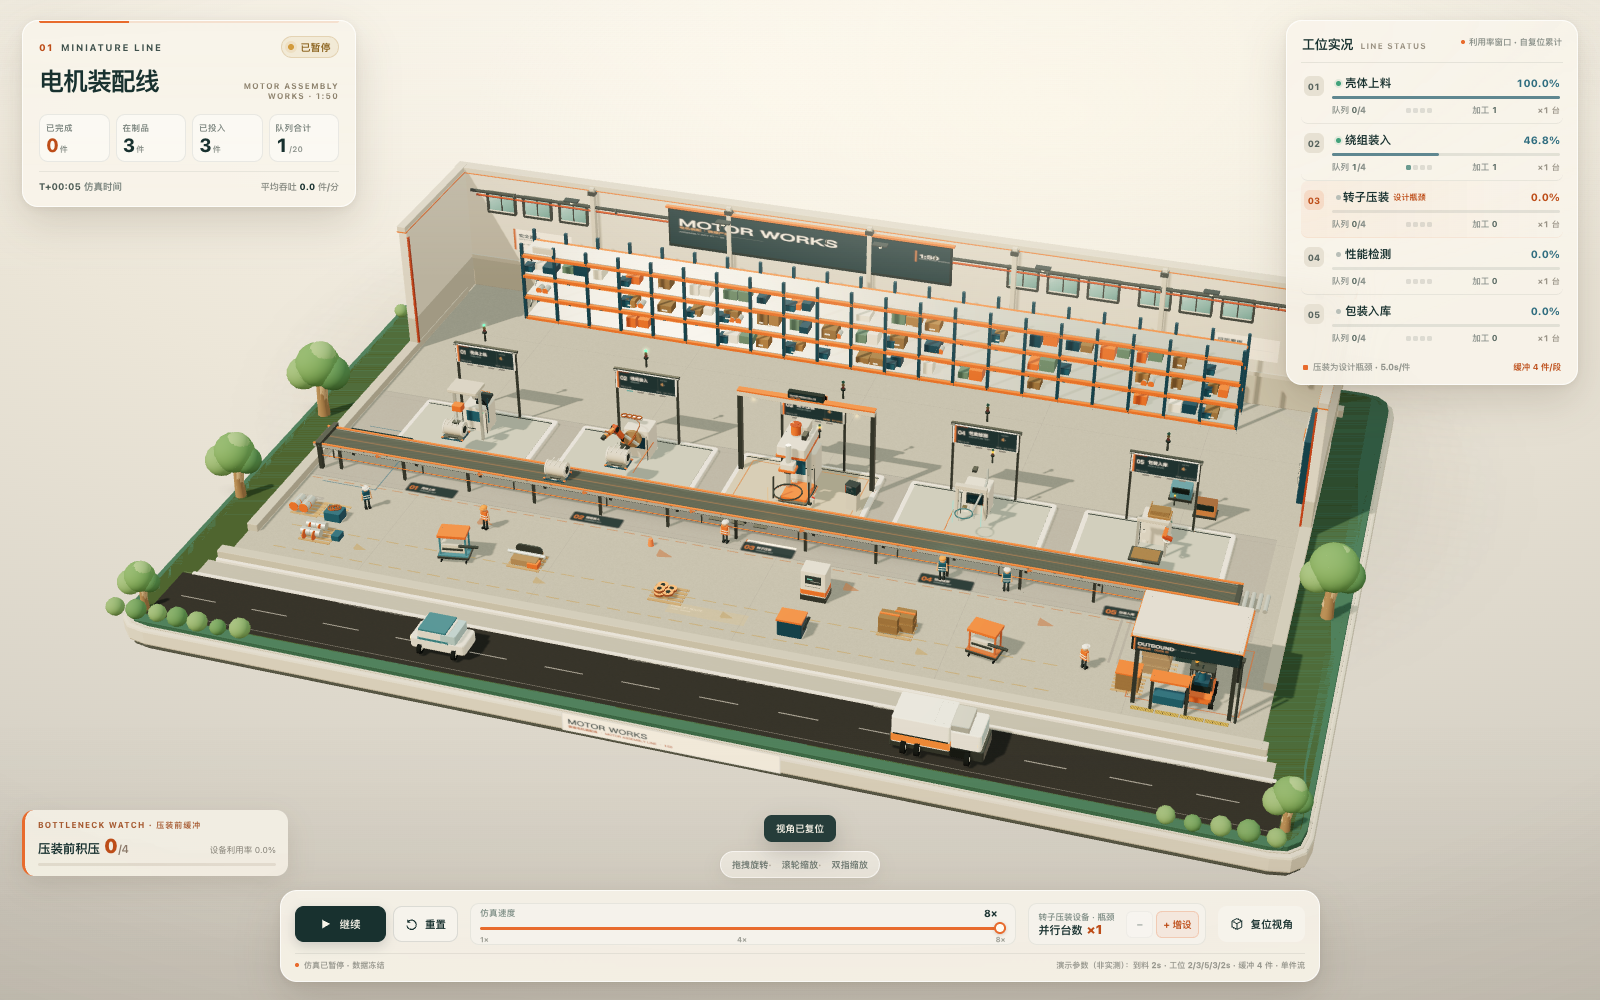 01 MINIATURE LINE
已暂停
电机装配线
MOTOR ASSEMBLY
WORKS · 1:50
已完成
0件
在制品
3件
已投入
3件
队列合计
1/20
T+00:05 仿真时间
平均吞吐 0.0 件/分
工位实况 LINE STATUS
利用率窗口 · 自复位累计
01 壳体上料 100.0%
队列 0/4 加工 1 ×1 台
02 绕组装入 46.8%
队列 1/4 加工 1 ×1 台
03 转子压装 设计瓶颈 0.0%
队列 0/4 加工 0 ×1 台
04 性能检测 0.0%
队列 0/4 加工 0 ×1 台
05 包装入库 0.0%
队列 0/4 加工 0 ×1 台
压装为设计瓶颈 · 5.0s/件
缓冲 4 件/段
MOTOR WORKS
1:50
01
02
03
04
05
OUTBOUND
MOTOR WORKS
BOTTLENECK WATCH · 压装前缓冲
压装前积压 0/4
设备利用率 0.0%
视角已复位
拖拽旋转· 滚轮缩放· 双指缩放
继续
重置
仿真速度
8×
1×
4×
8×
转子压装设备 · 瓶颈
并行台数 ×1
−
+ 增设
复位视角
仿真已暂停 · 数据冻结
演示参数（非实测）：到料 2s · 工位 2/3/5/3/2s · 缓冲 4 件 · 单件流